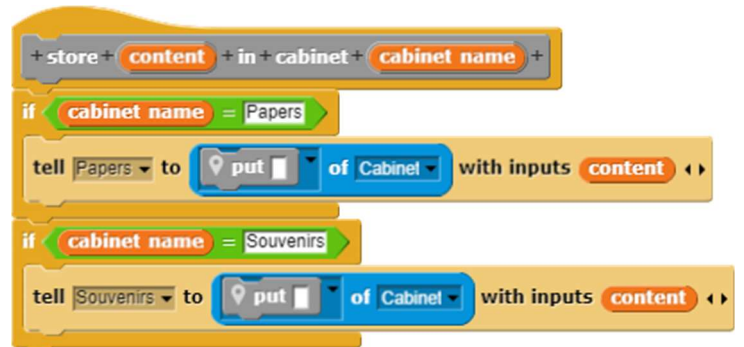 + store + content + in + cabinet + cabinet name +
if cabinet name = Papers
tell Papers to put of Cabinet with inputs content
if cabinet name = Souvenirs
tell Souvenirs to put of Cabinet with inputs content